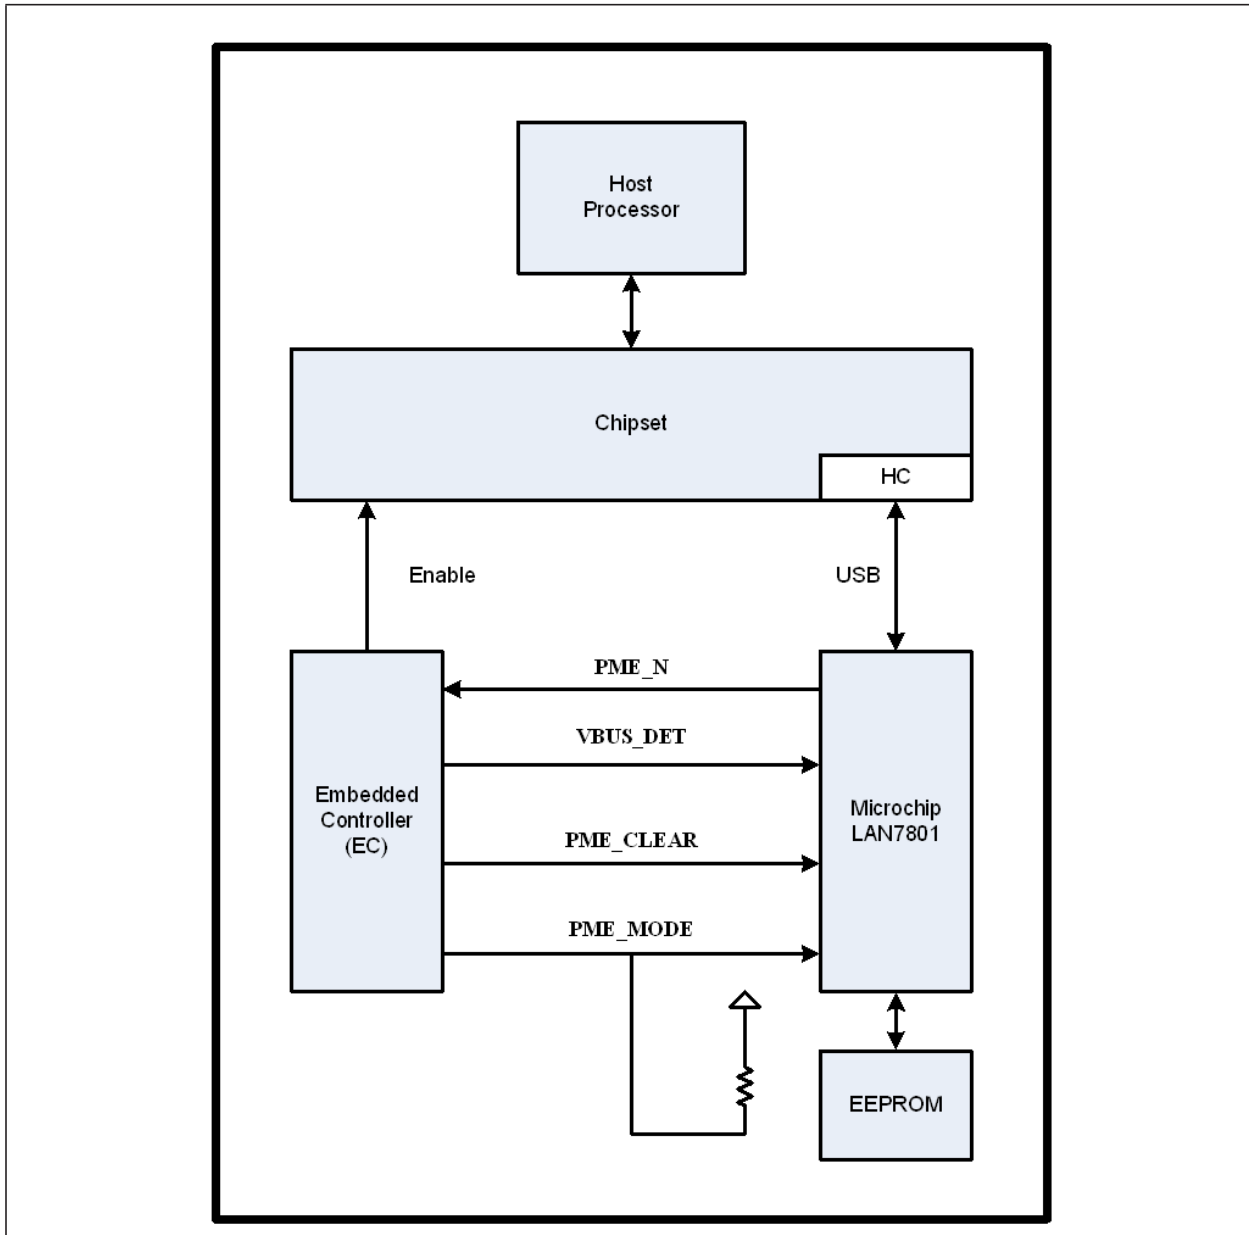 Host
Processor
Chipset
HC
Enable
USB
PME_N
VBUS_DET
Embedded
Controller
(EC)
Microchip
LAN7801
PME_CLEAR
PME_MODE
EEPROM